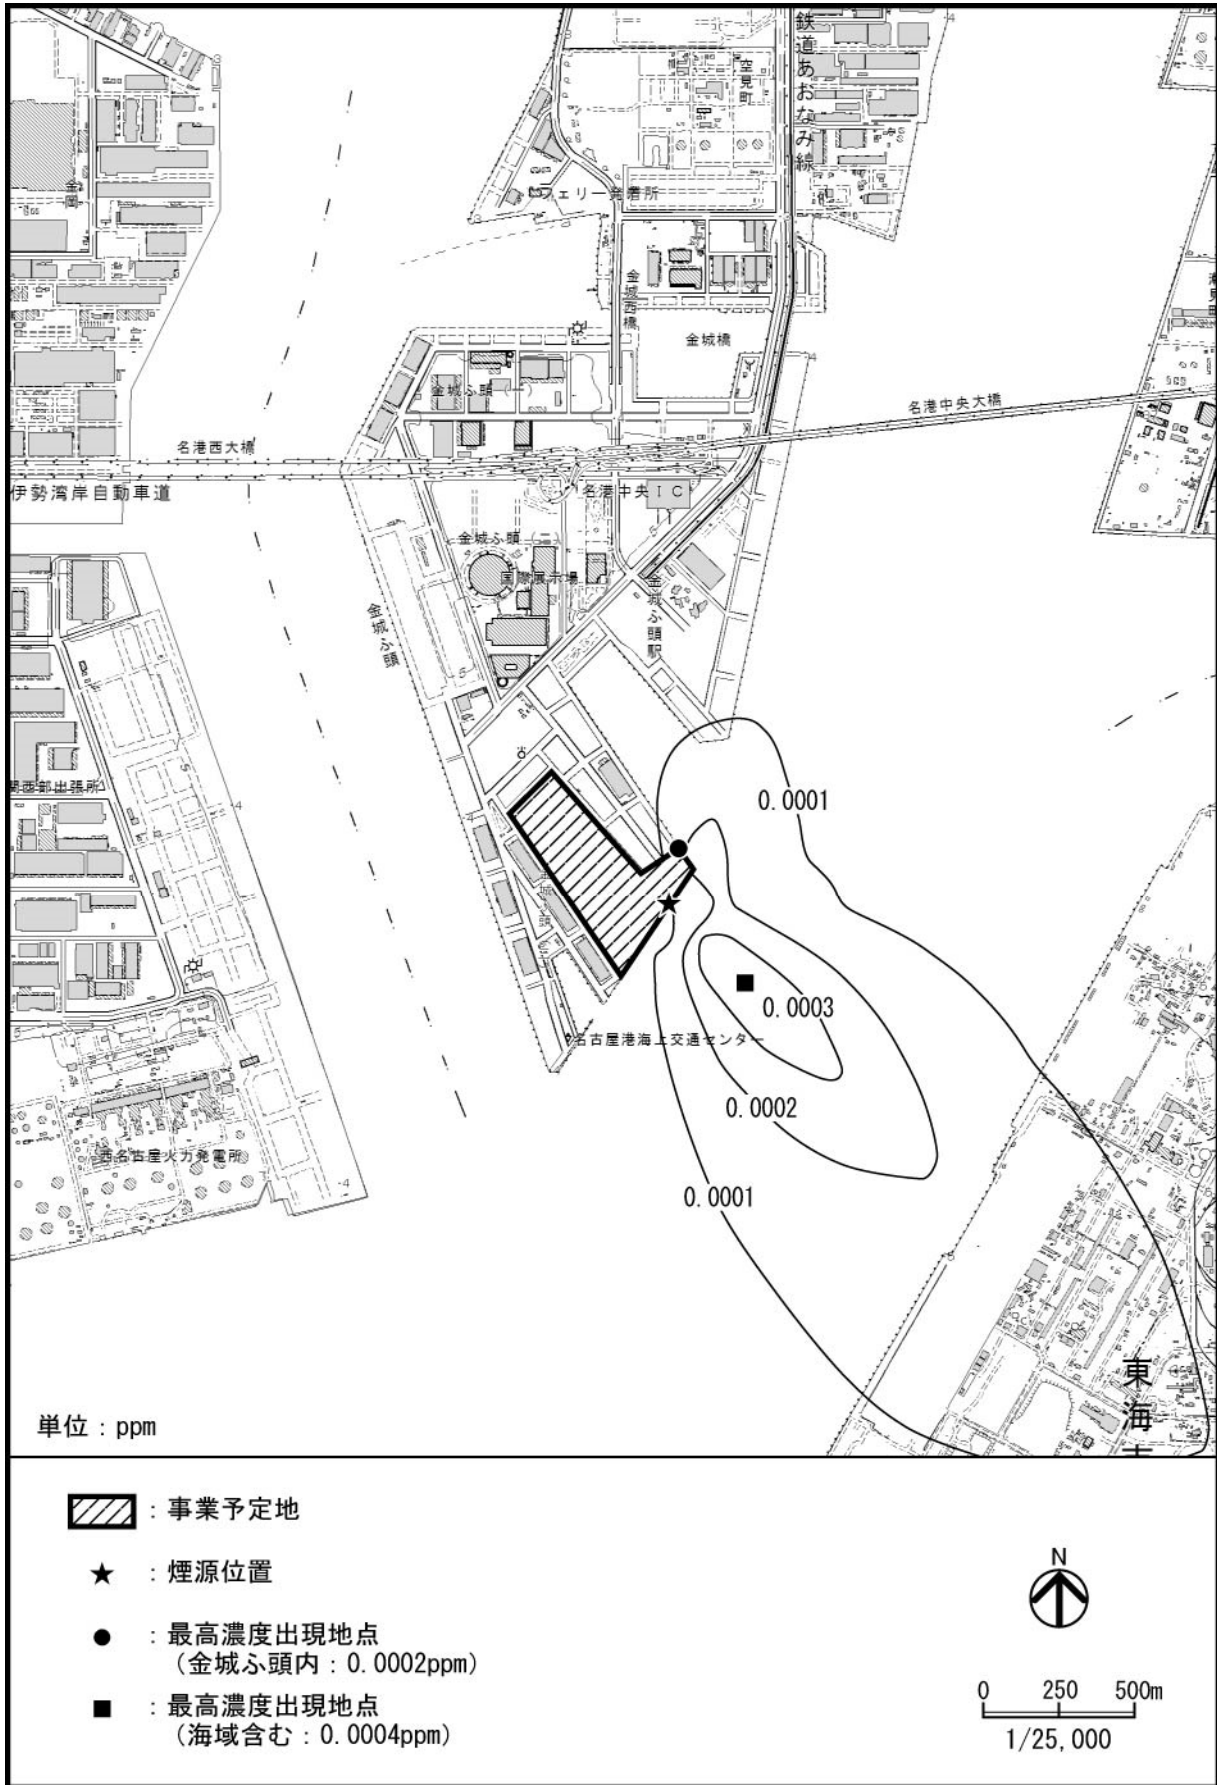 鉄道あおなみ線
空見町
フェリー発着所
金城西橋
金城橋
金城ふ頭(一)
名港中央大橋
名港西大橋
伊勢湾岸自動車道
名港中央IC
金城ふ頭(二)
国際展示場
金城ふ頭駅
金城ふ頭
0.0001
0.0003
名古屋港海上交通センター
0.0002
0.0001
西名古屋火力発電所
東海市
単位：ppm
：事業予定地
★ ：煙源位置
● ：最高濃度出現地点
（金城ふ頭内：0.0002ppm）
■ ：最高濃度出現地点
（海域含む：0.0004ppm）
N
0 250 500m
1/25,000